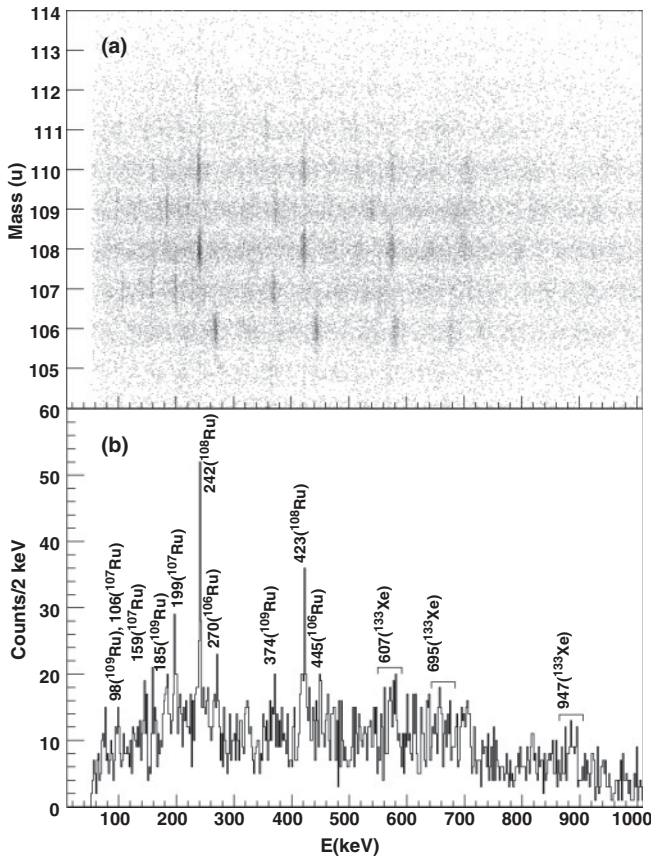 114
(a)
113
112
111
110
109
108
107
106
105
Mass (u)
60
50
40
30
20
10
0
Counts/2 keV
(b)
98(¹⁰⁹Ru), 106(¹⁰⁷Ru)
159(¹⁰⁷Ru)
185(¹⁰⁹Ru)
199(¹⁰⁷Ru)
242(¹⁰⁸Ru)
270(¹⁰⁶Ru)
374(¹⁰⁹Ru)
423(¹⁰⁸Ru)
445(¹⁰⁶Ru)
607(¹³³Xe)
695(¹³³Xe)
947(¹³³Xe)
100 200 300 400 500 600 700 800 900 1000
E(keV)